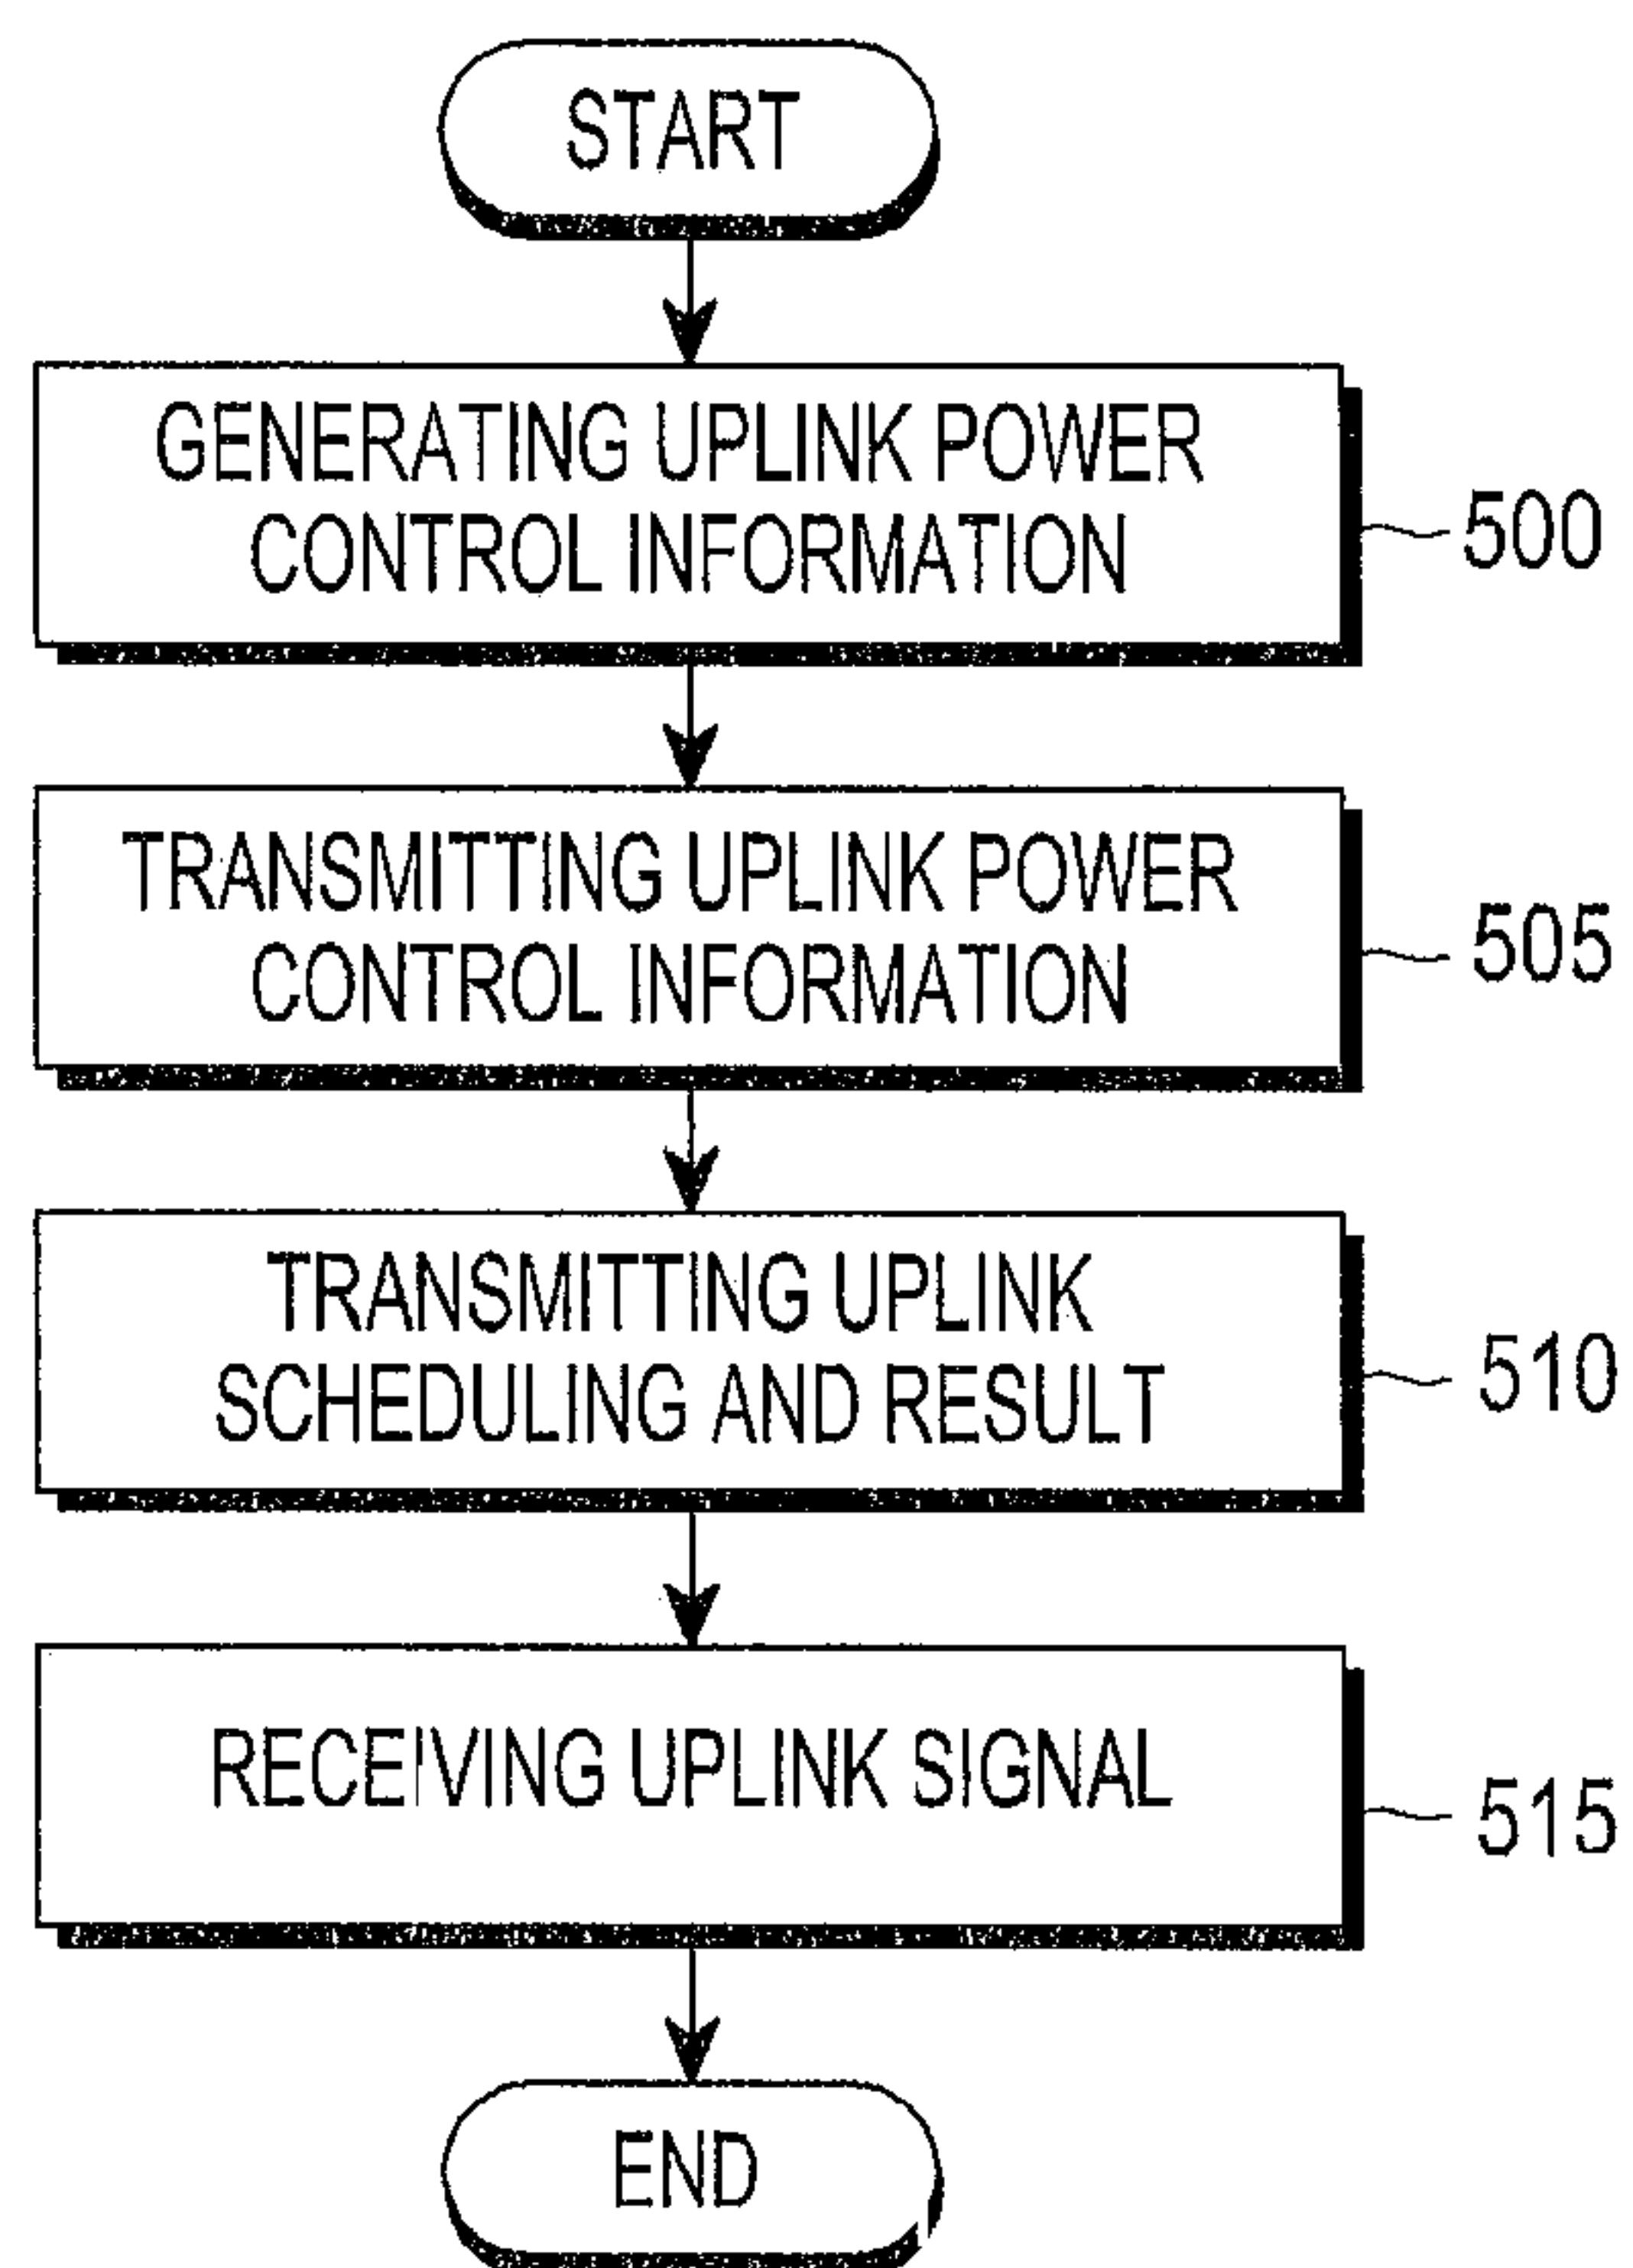 START
GENERATING UPLINK POWER
CONTROL INFORMATION
500
TRANSMITTING UPLINK POWER
CONTROL INFORMATION
505
TRANSMITTING UPLINK
SCHEDULING AND RESULT
510
RECEIVING UPLINK SIGNAL
515
END